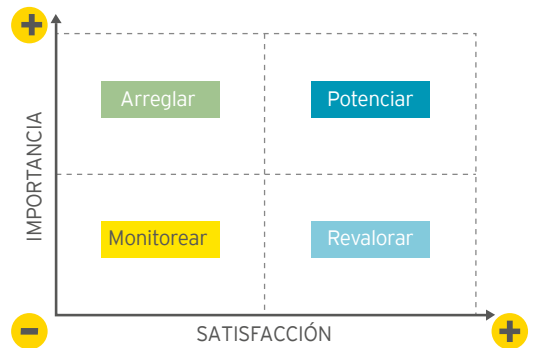 +
Arreglar
Potenciar
IMPORTANCIA
Monitorear
Revalorar
−
SATISFACCIÓN
+